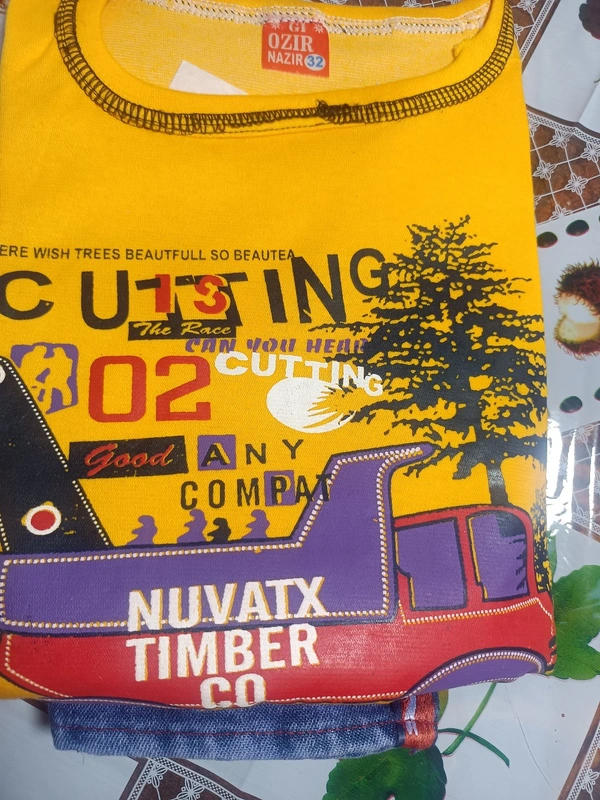 GI
OZIR
NAZIR 32
ERE WISH TREES BEAUTFULL SO BEAUTEA
CUTTING
13
The Race
CAN YOU HEAR
02
CUTTING
Good ANY
COMPAT
NUVATX
TIMBER
CO